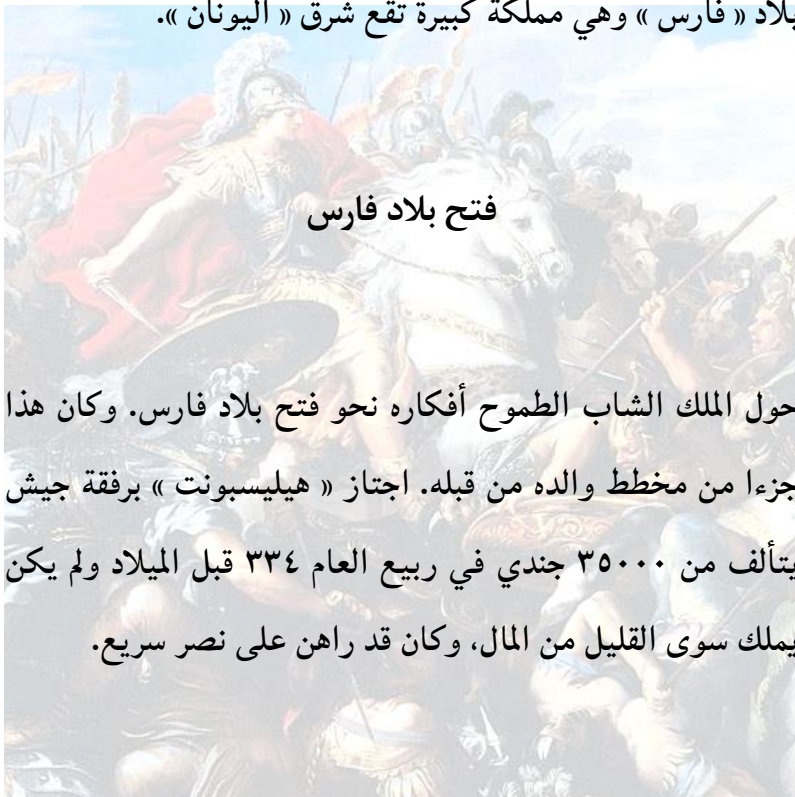 بلاد « فارس » وهي مملكة كبيرة تقع شرق « اليونان ».
فتح بلاد فارس
حول الملك الشاب الطموح أفكاره نحو فتح بلاد فارس. وكان هذا
جزءا من مخطط والده من قبله. اجتاز « هيليسبونت » برفقة جيش
يتألف من ٣٥٠٠٠ جندي في ربيع العام ٣٣٤ قبل الميلاد ولم يكن
يملك سوى القليل من المال، وكان قد راهن على نصر سريع.